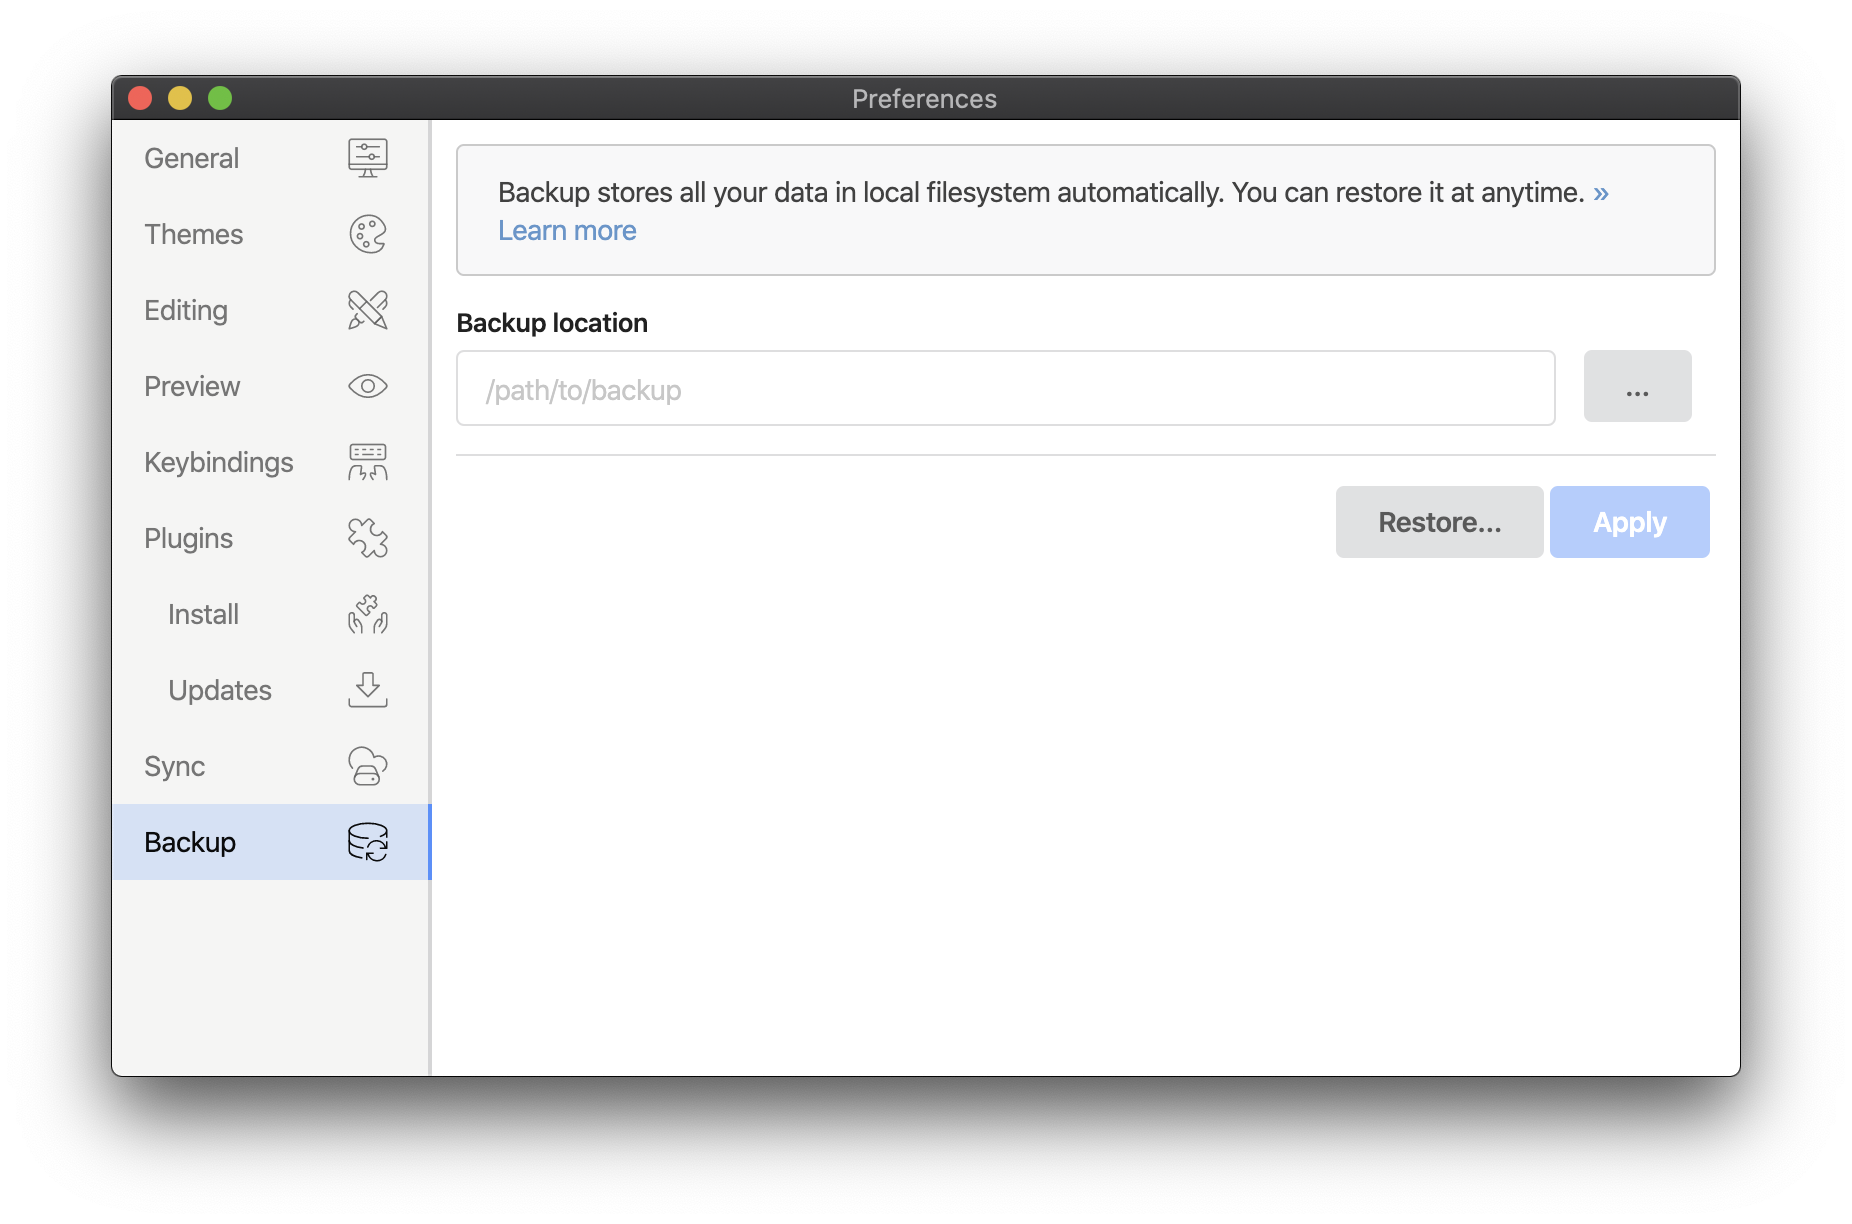 Preferences
General
Themes
Editing
Preview
Keybindings
Plugins
Install
Updates
Sync
Backup
Backup stores all your data in local filesystem automatically. You can restore it at anytime. »
Learn more
Backup location
/path/to/backup
...
Restore...
Apply